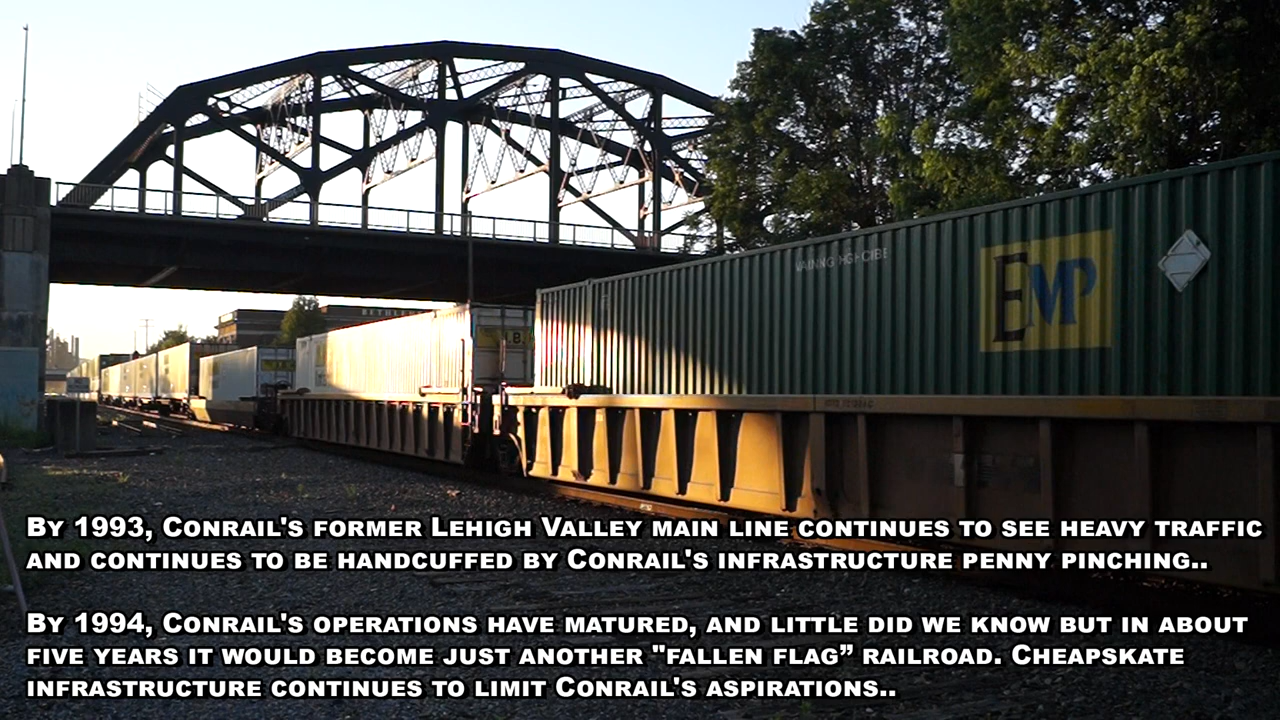 BETHLEHEM
EMP
By 1993, Conrail's former Lehigh Valley main line continues to see heavy traffic
and continues to be handcuffed by Conrail's infrastructure penny pinching..
By 1994, Conrail's operations have matured, and little did we know but in about
five years it would become just another "fallen flag” railroad. Cheapskate
infrastructure continues to limit Conrail's aspirations..